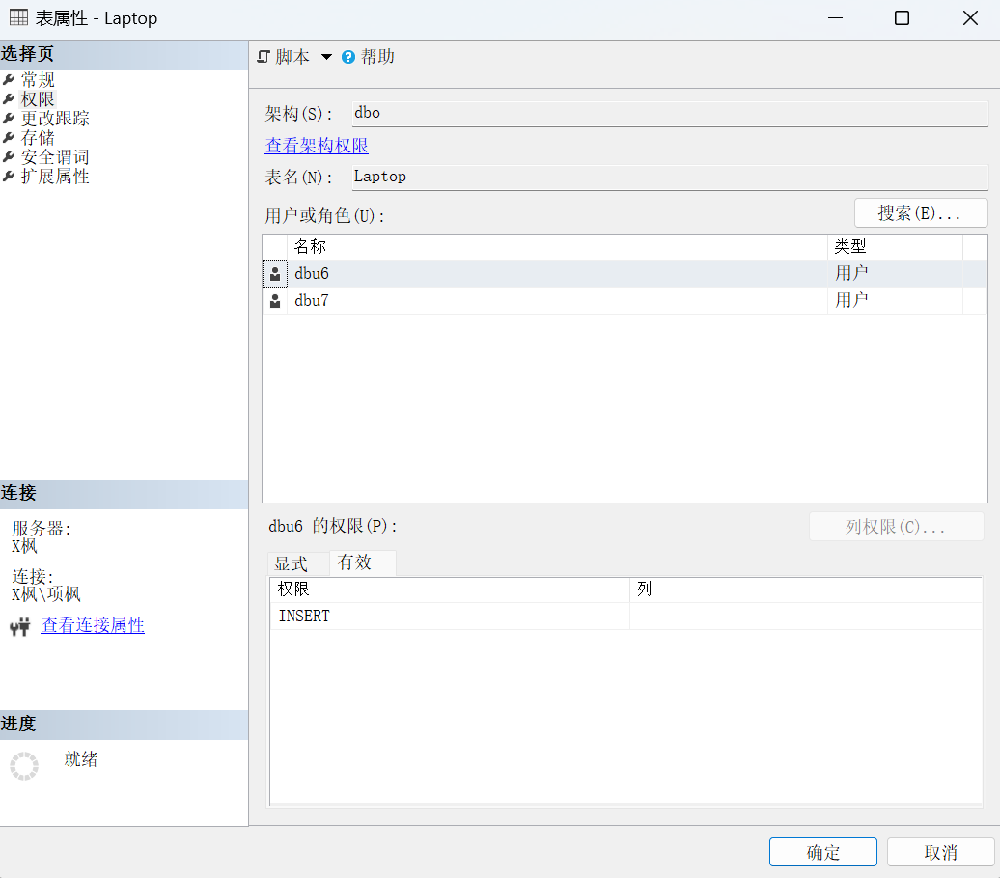 表属性 - Laptop
选择页
常规
权限
更改跟踪
存储
安全谓词
扩展属性
脚本 帮助
架构(S): dbo
查看架构权限
表名(N): Laptop
用户或角色(U): 搜索(E)...
名称 类型
dbu6 用户
dbu7 用户
dbu6 的权限(P): 列权限(C)...
显式 有效
权限 列
INSERT
连接
服务器:
X枫
连接:
X枫\项枫
查看连接属性
进度
就绪
确定 取消